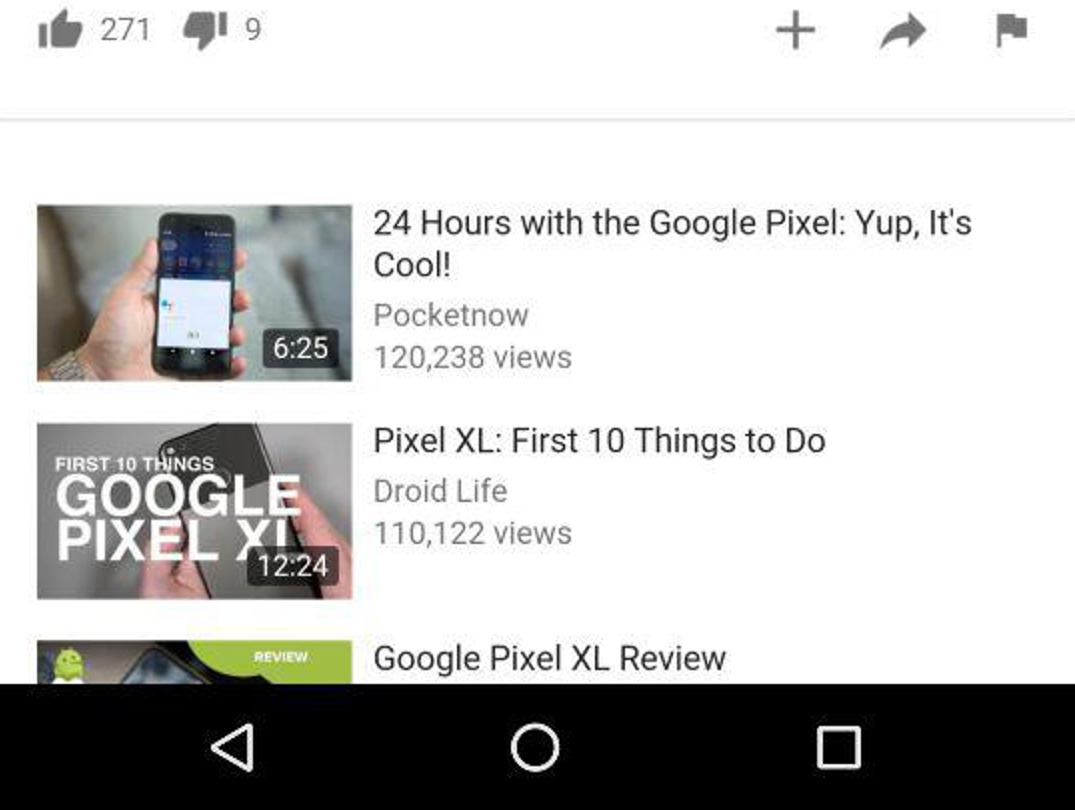 271 9
24 Hours with the Google Pixel: Yup, It's
Cool!
Pocketnow
120,238 views
6:25
Pixel XL: First 10 Things to Do
Droid Life
110,122 views
FIRST 10 THINGS
GOOGLE
PIXEL XL
12:24
Google Pixel XL Review
REVIEW